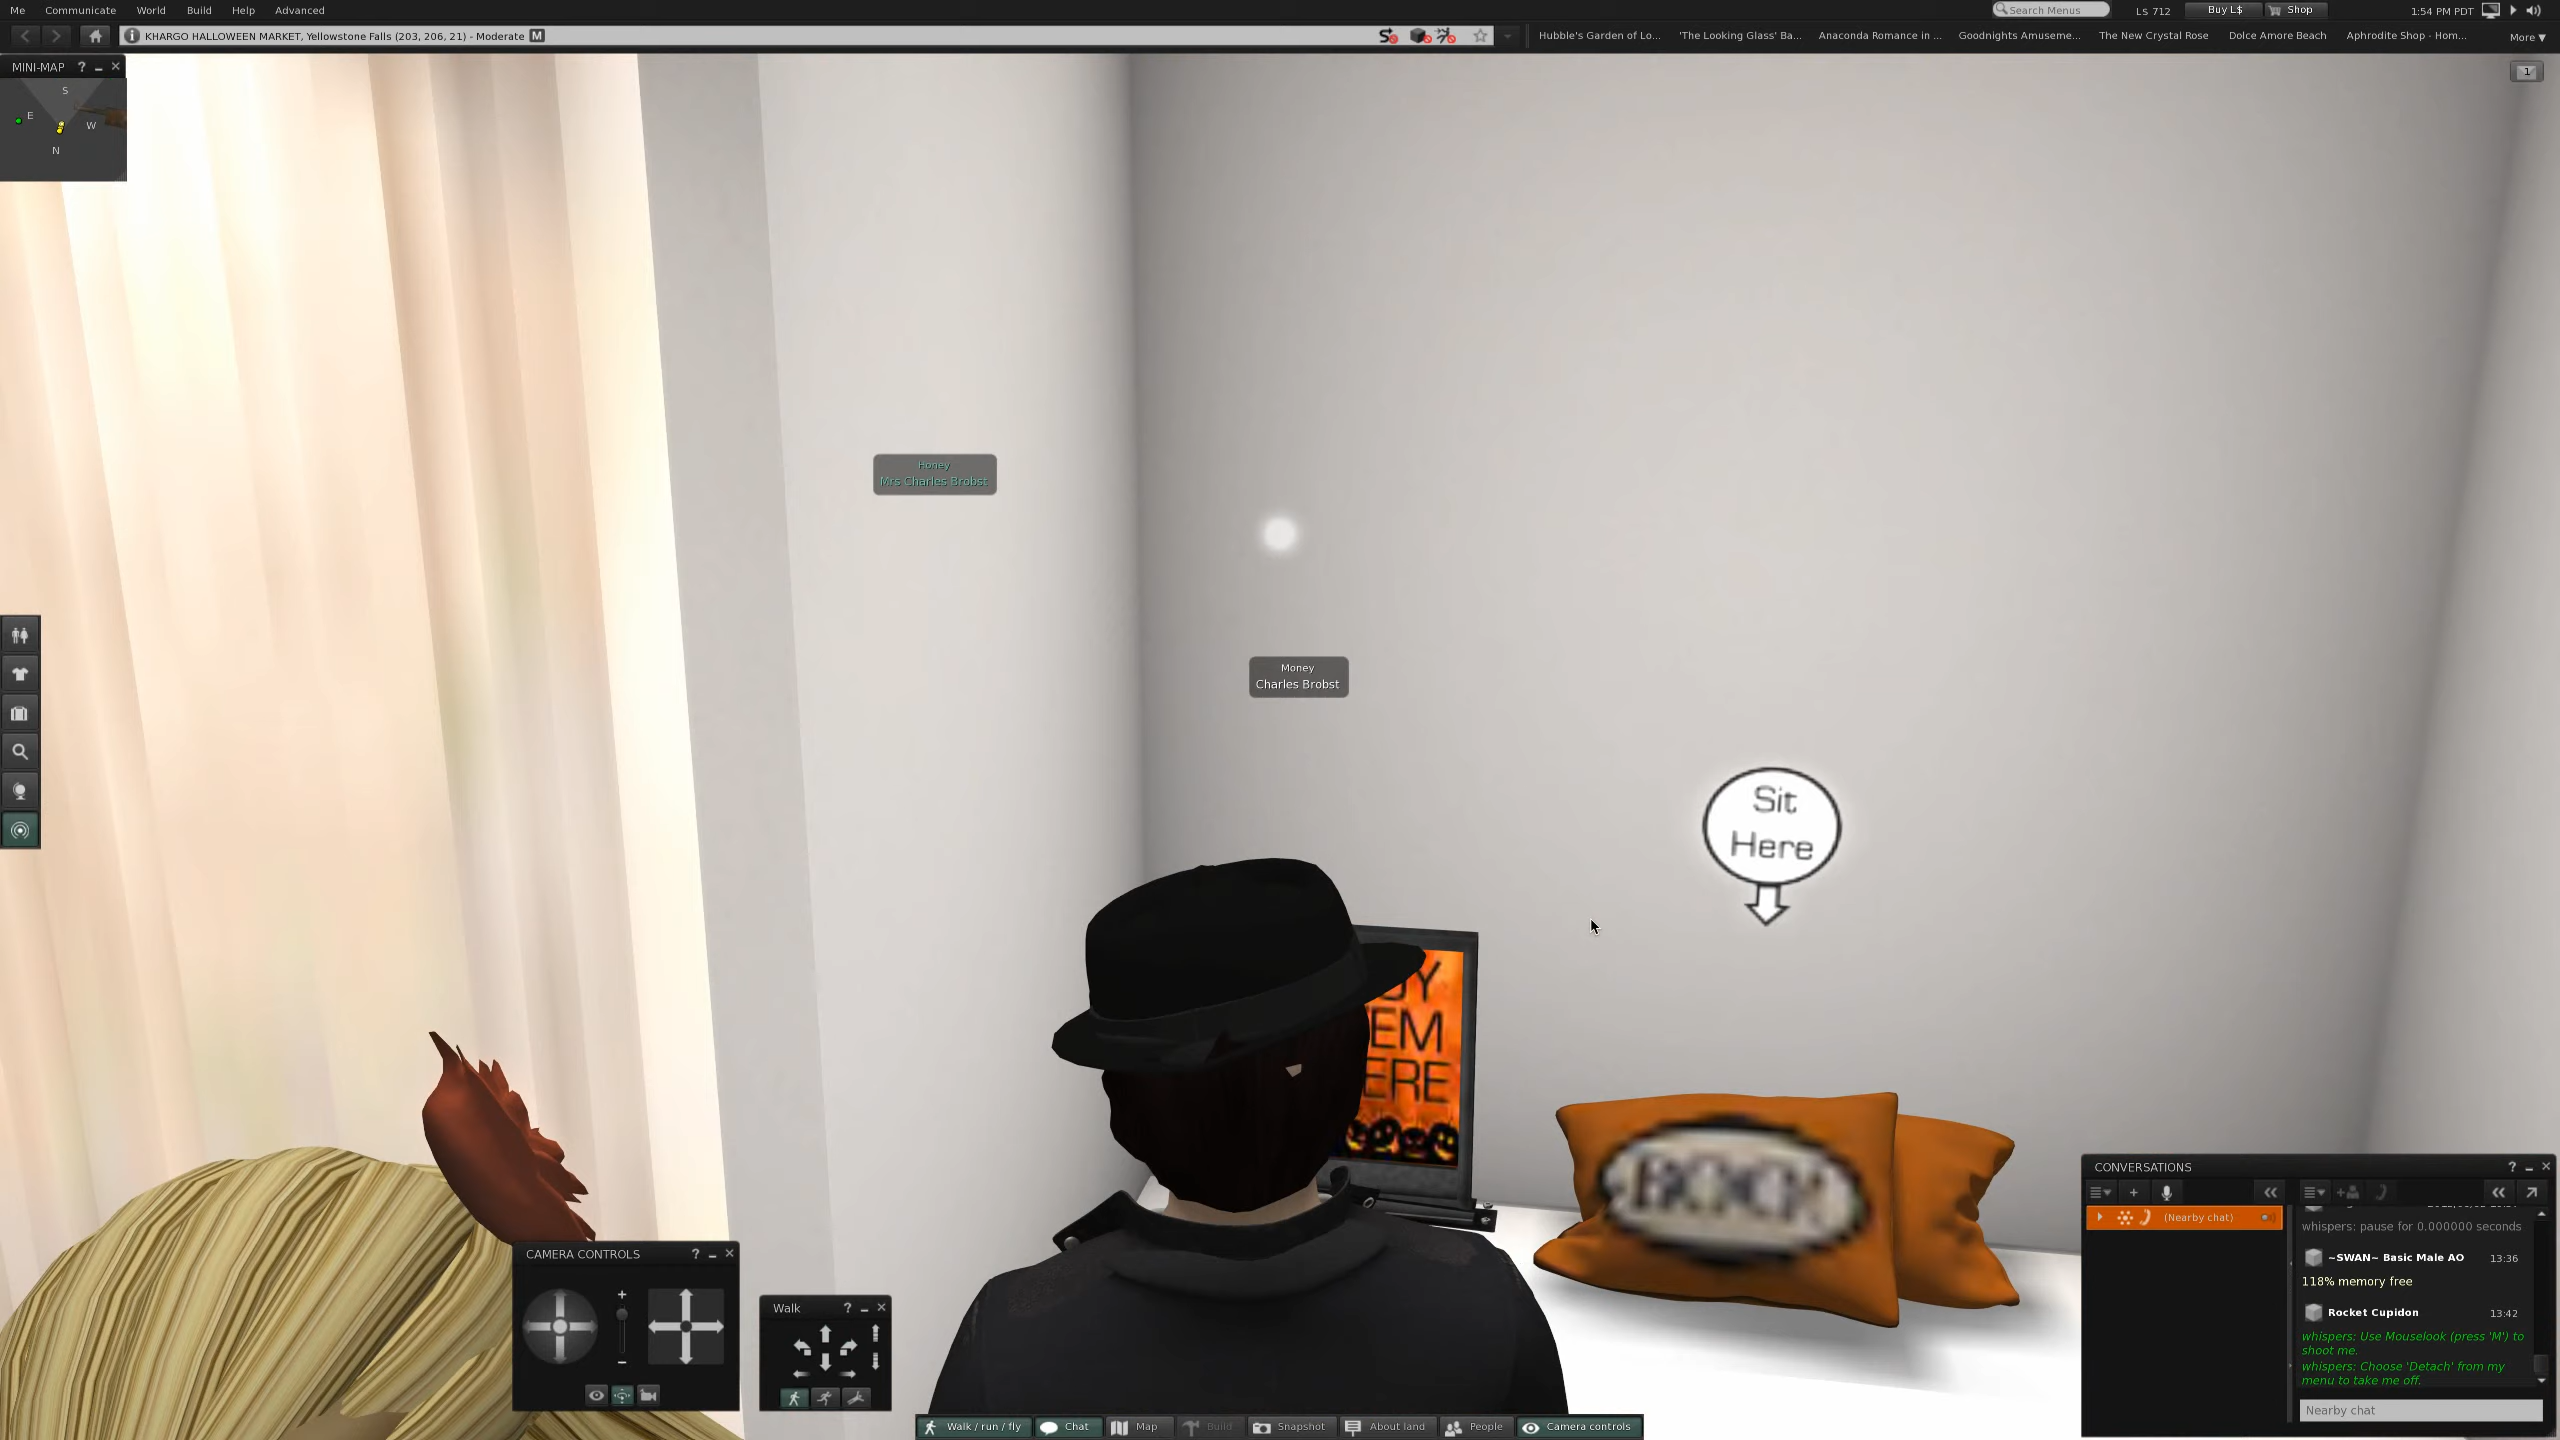 Me Communicate World Build Help Advanced
Search Menus L$ 712 Buy L$ Shop 1:54 PM PDT
KHARGO HALLOWEEN MARKET, Yellowstone Falls (203, 206, 21) - Moderate M
Hubble's Garden of Lo... 'The Looking Glass' Ba... Anaconda Romance in ... Goodnights Amuseme... The New Crystal Rose Dolce Amore Beach Aphrodite Shop - Hom... More ▼
MINI-MAP ?
1
S
E
W
N
Honey
Mrs Charles Brobst
Money
Charles Brobst
Sit
Here
EM
ERE
CONVERSATIONS ?
(Nearby chat)
whispers: pause for 0.000000 seconds
~SWAN~ Basic Male AO 13:36
118% memory free
Rocket Cupidon 13:42
whispers: Use Mouselook (press 'M') to
shoot me.
whispers: Choose 'Detach' from my
menu to take me off.
Nearby chat
CAMERA CONTROLS ?
Walk ?
Walk / run / fly Chat Map Build Snapshot About land People Camera controls